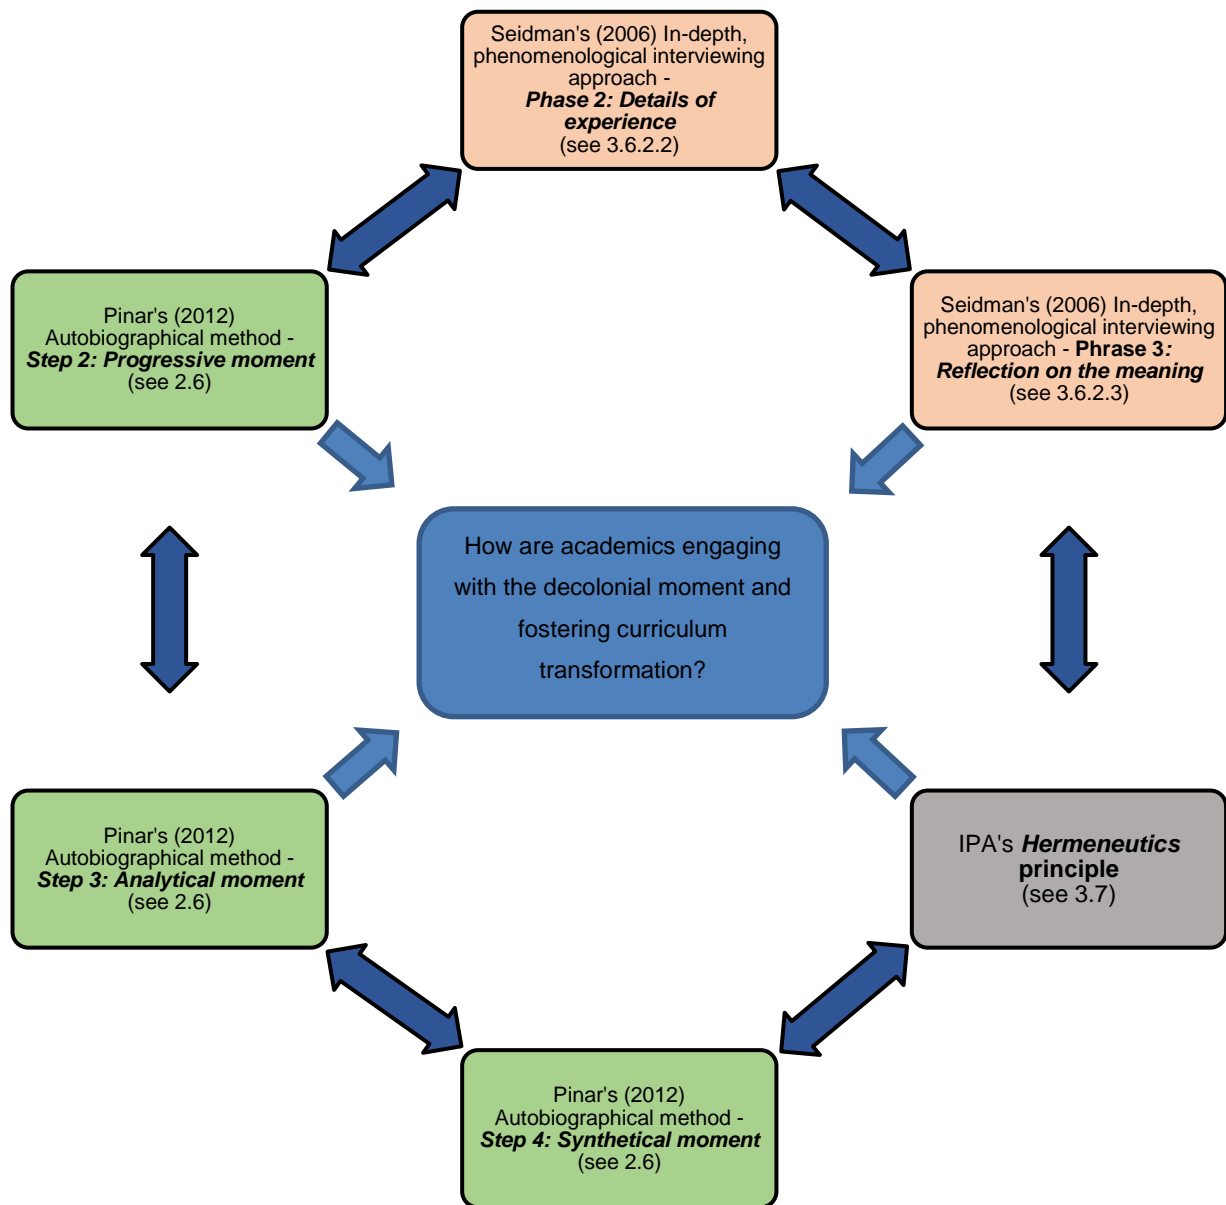 Seidman's (2006) In-depth,
phenomenological interviewing
approach -
Phase 2: Details of
experience
(see 3.6.2.2)
Pinar's (2012)
Autobiographical method -
Step 2: Progressive moment
(see 2.6)
Seidman's (2006) In-depth,
phenomenological interviewing
approach - Phrase 3:
Reflection on the meaning
(see 3.6.2.3)
How are academics engaging
with the decolonial moment and
fostering curriculum
transformation?
Pinar's (2012)
Autobiographical method -
Step 3: Analytical moment
(see 2.6)
IPA's Hermeneutics
principle
(see 3.7)
Pinar's (2012)
Autobiographical method -
Step 4: Synthetical moment
(see 2.6)